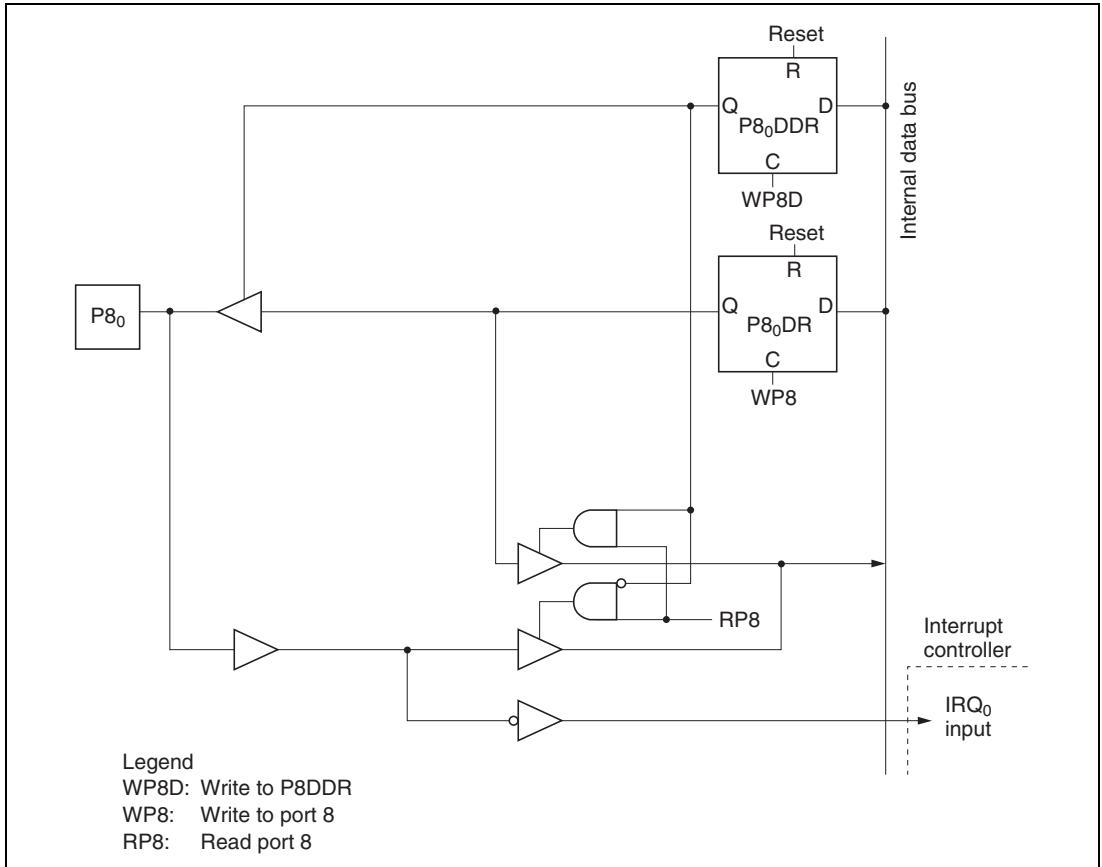 Reset
R
Q
D
P8₀DDR
C
WP8D
Internal data bus
Reset
R
P8₀
Q
D
P8₀DR
C
WP8
RP8
Interrupt
controller
IRQ₀
input
Legend
WP8D: Write to P8DDR
WP8: Write to port 8
RP8: Read port 8